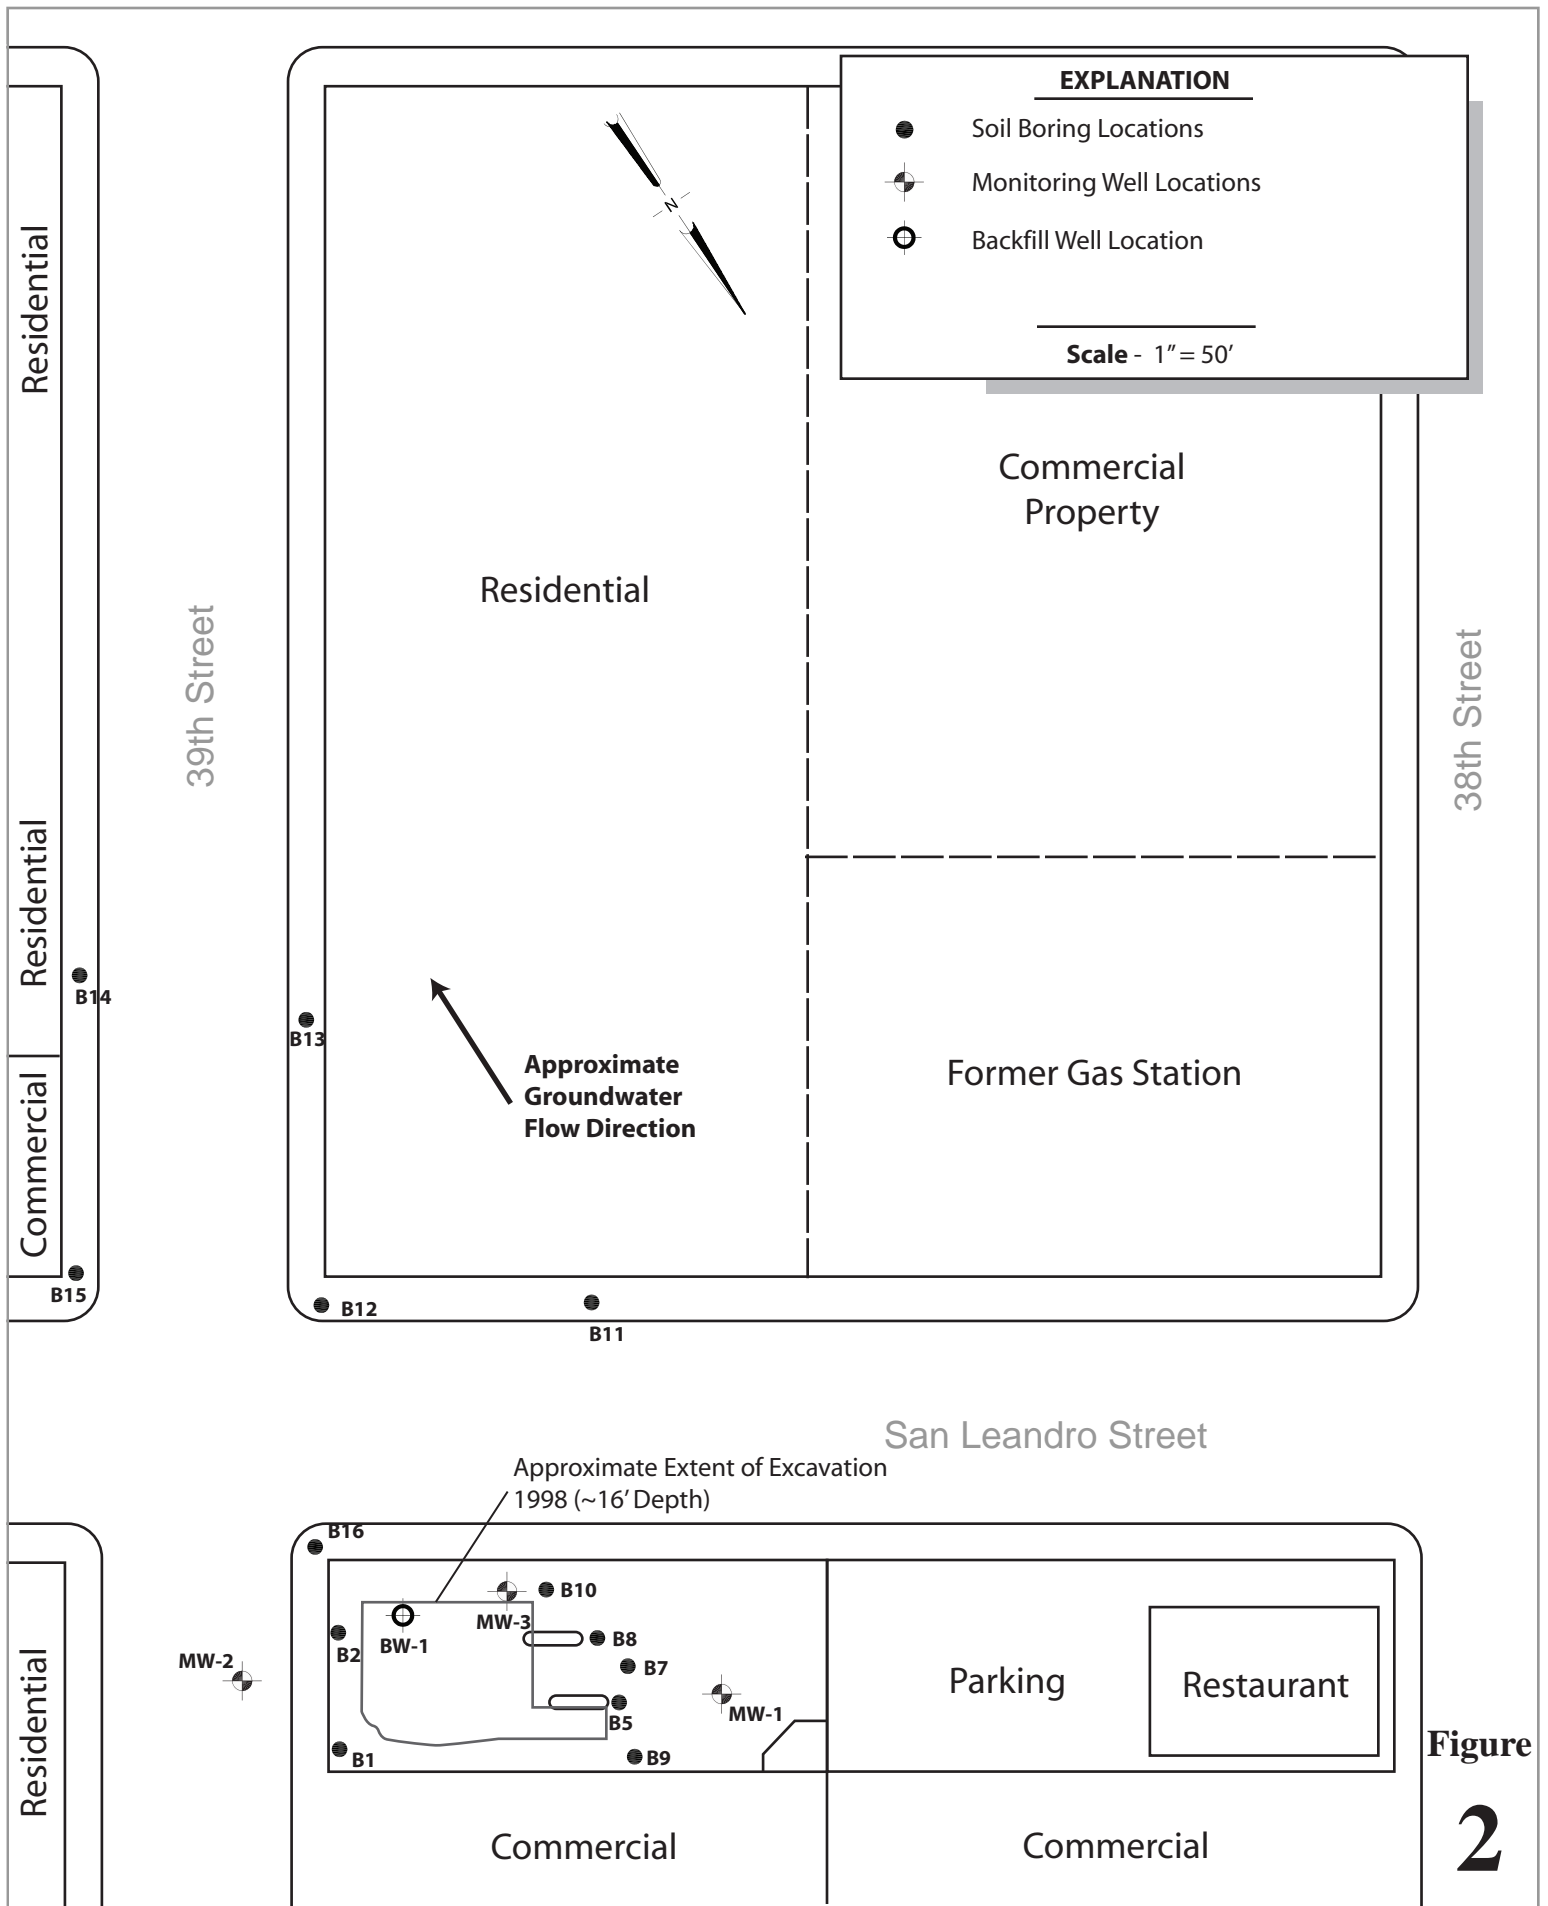 EXPLANATION
Soil Boring Locations
Monitoring Well Locations
Backfill Well Location
Scale - 1" = 50'
N
Residential
Commercial
Property
Residential
39th Street
38th Street
Residential
B14
B13
Approximate
Groundwater
Flow Direction
Former Gas Station
Commercial
B15
B12
B11
San Leandro Street
Approximate Extent of Excavation
1998 (~16' Depth)
B16
B10
MW-3
B2
BW-1
B8
MW-2
B7
Parking
Restaurant
MW-1
B5
B1
B9
Residential
Commercial
Commercial
Figure
2